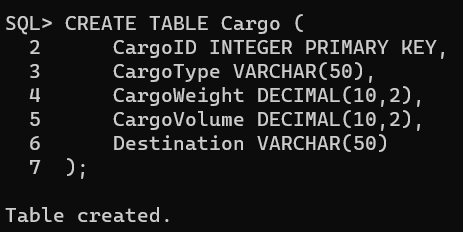 SQL> CREATE TABLE Cargo (
  2      CargoID INTEGER PRIMARY KEY,
  3      CargoType VARCHAR(50),
  4      CargoWeight DECIMAL(10,2),
  5      CargoVolume DECIMAL(10,2),
  6      Destination VARCHAR(50)
  7  );

Table created.